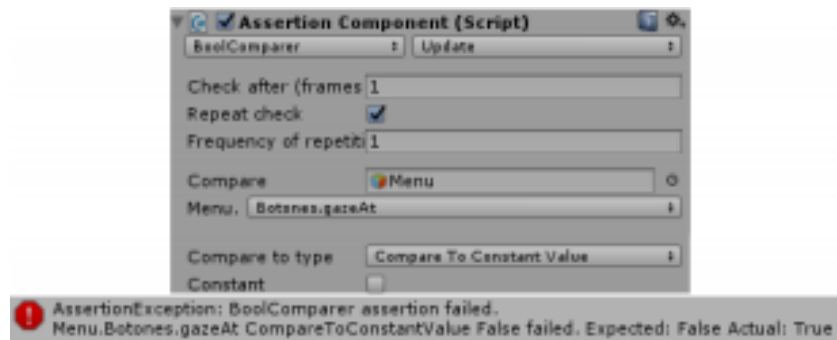 Assertion Component (Script)
BoolComparer Update
Check after (frames 1
Repeat check
Frequency of repetiti 1
Compare Menu
Menu. Botones.gazeAt
Compare to type Compare To Constant Value
Constant
AssertionException: BoolComparer assertion failed.
Menu.Botones.gazeAt CompareToConstantValue False failed. Expected: False Actual: True